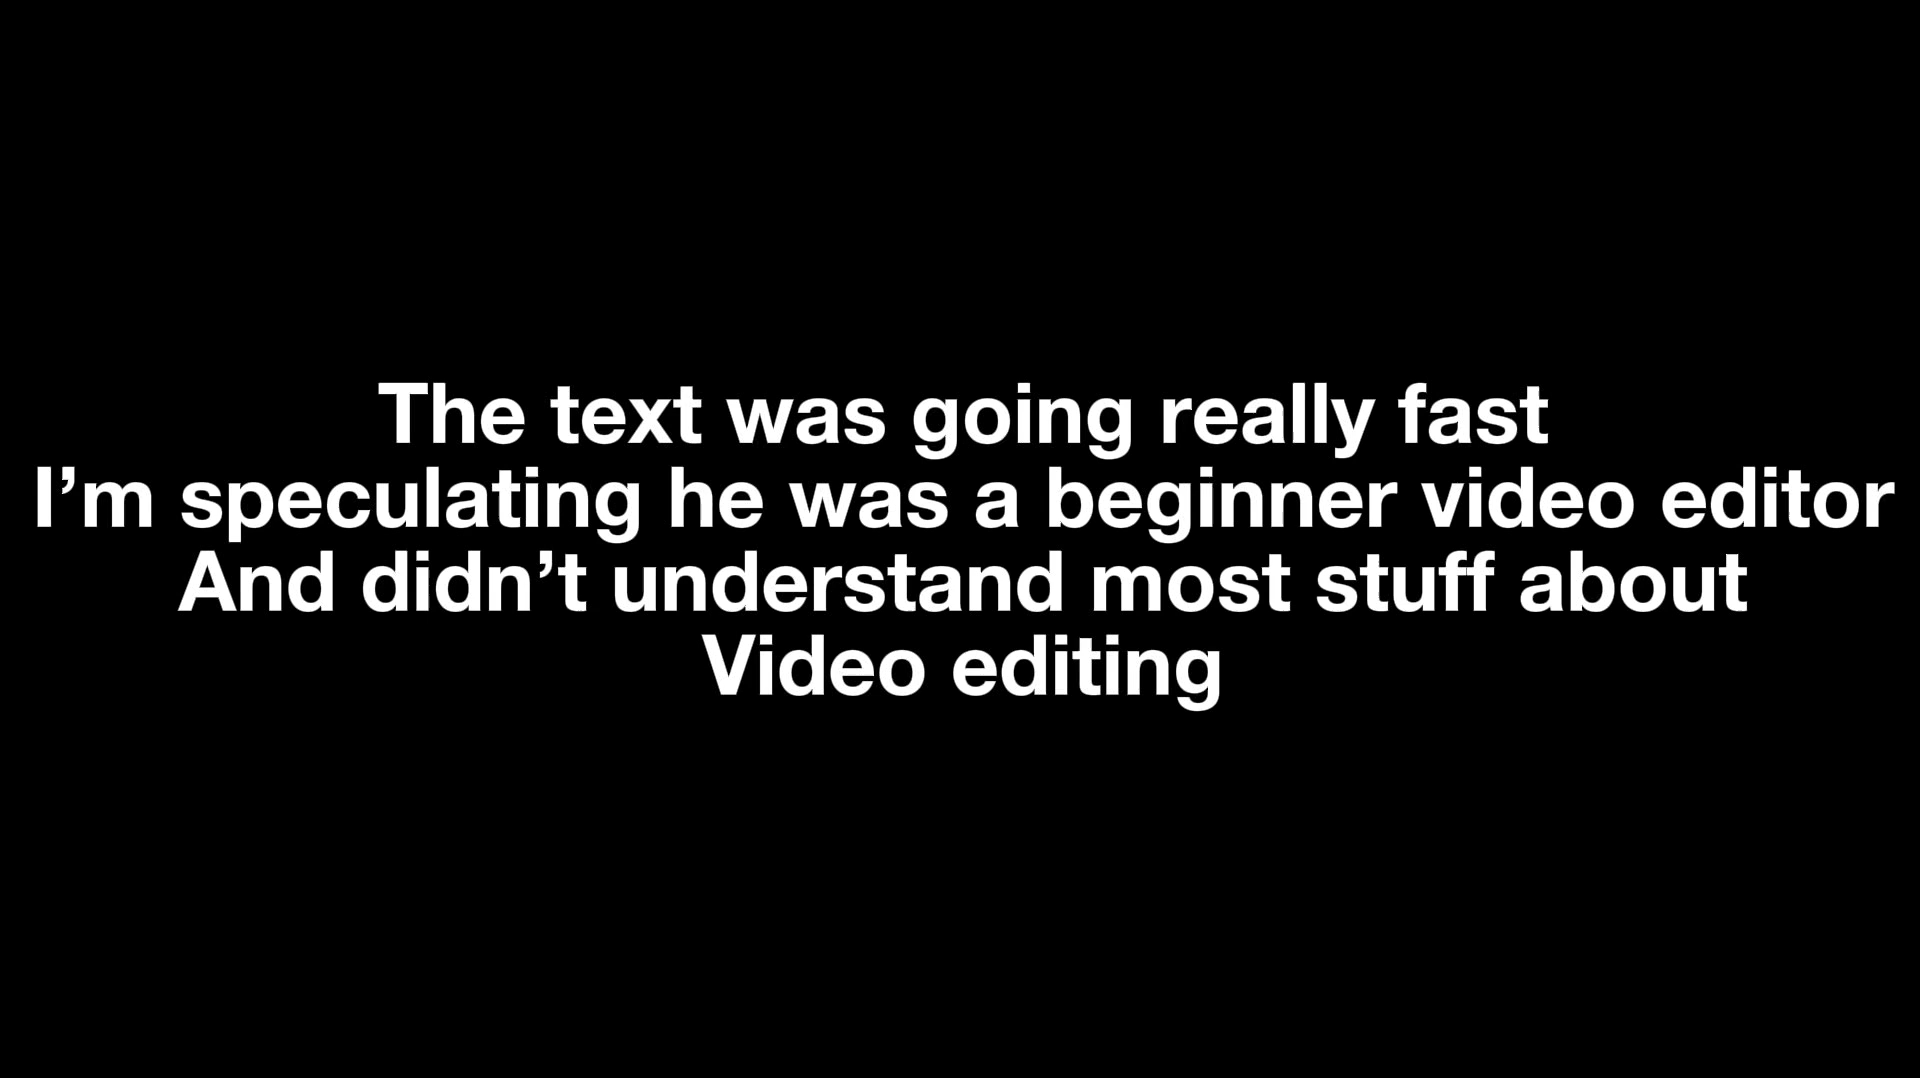 The text was going really fast
I’m speculating he was a beginner video editor
And didn’t understand most stuff about
Video editing